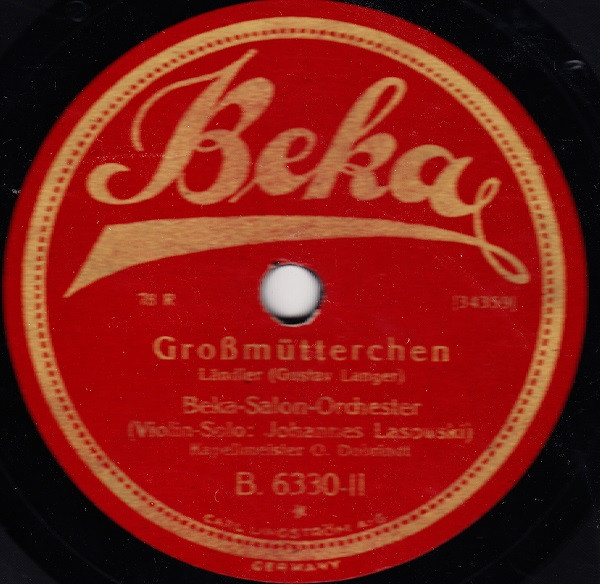 Beka
78 R [34359]
Großmütterchen
Ländler (Gustav Langer)
Beka-Salon-Orchester
(Violin-Solo: Johannes Lasowski)
Kapellmeister O.
B. 6330-II
CARL LINDSTRÖM A-G
GERMANY